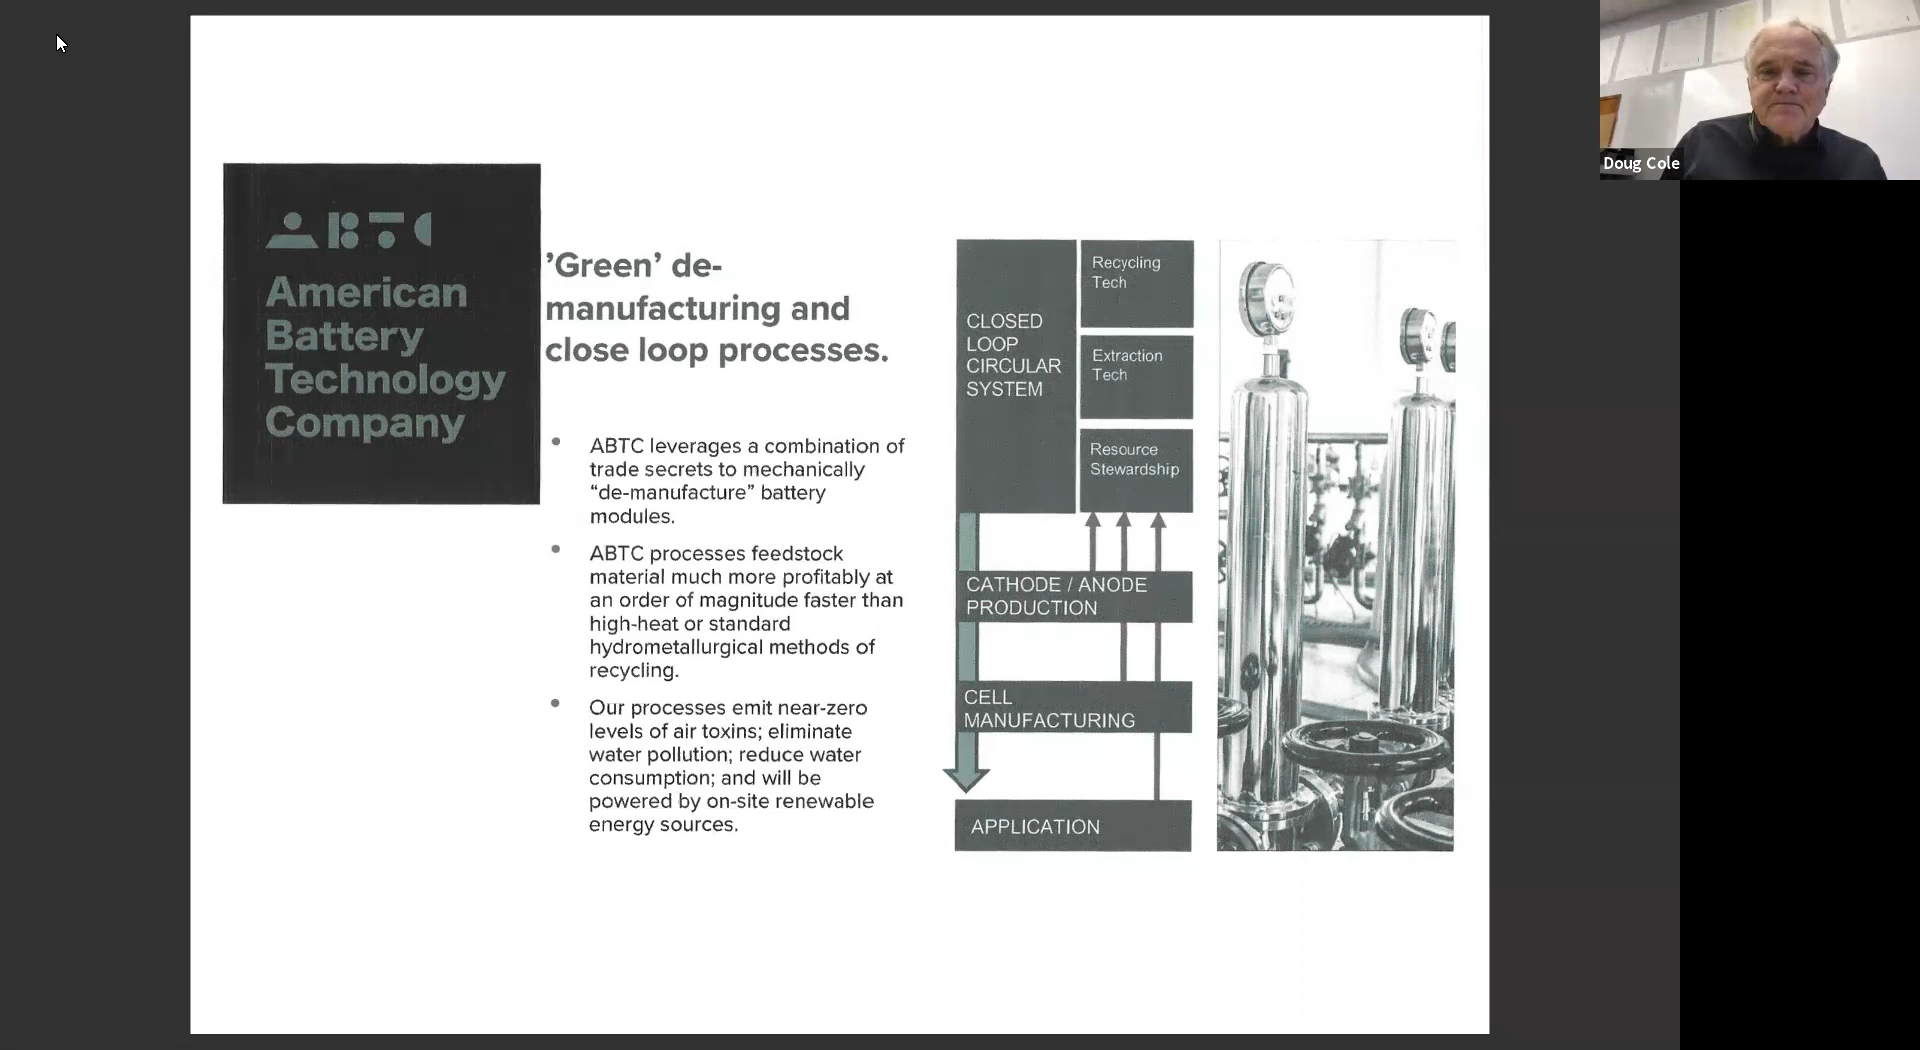 ABTC
American
Battery
Technology
Company
’Green’ de-
manufacturing and
close loop processes.
• ABTC leverages a combination of
trade secrets to mechanically
“de-manufacture” battery
modules.
• ABTC processes feedstock
material much more profitably at
an order of magnitude faster than
high-heat or standard
hydrometallurgical methods of
recycling.
• Our processes emit near-zero
levels of air toxins; eliminate
water pollution; reduce water
consumption; and will be
powered by on-site renewable
energy sources.
CLOSED
LOOP
CIRCULAR
SYSTEM
Recycling
Tech
Extraction
Tech
Resource
Stewardship
CATHODE / ANODE
PRODUCTION
CELL
MANUFACTURING
APPLICATION
Doug Cole